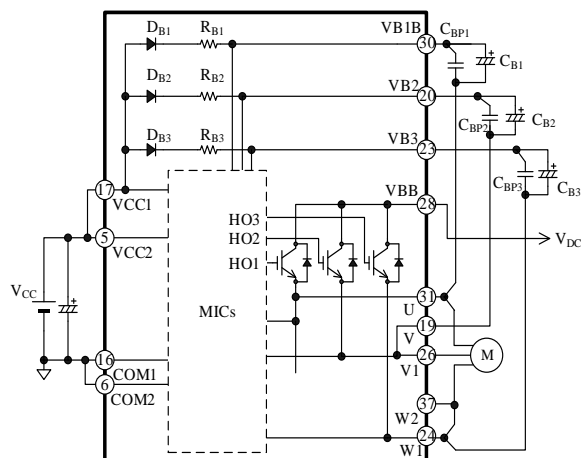 DB1 RB1 VB1B 30 CBP1 CB1
DB2 RB2 VB2 20 CBP2 CB2
DB3 RB3 VB3 23 CBP3 CB3
17 VCC1
VBB 28 VDC
HO3
5 VCC2
HO2
HO1
VCC
MICs
31 U
V 19
26 V1
M
16 COM1
6 COM2
37 W2
24 W1